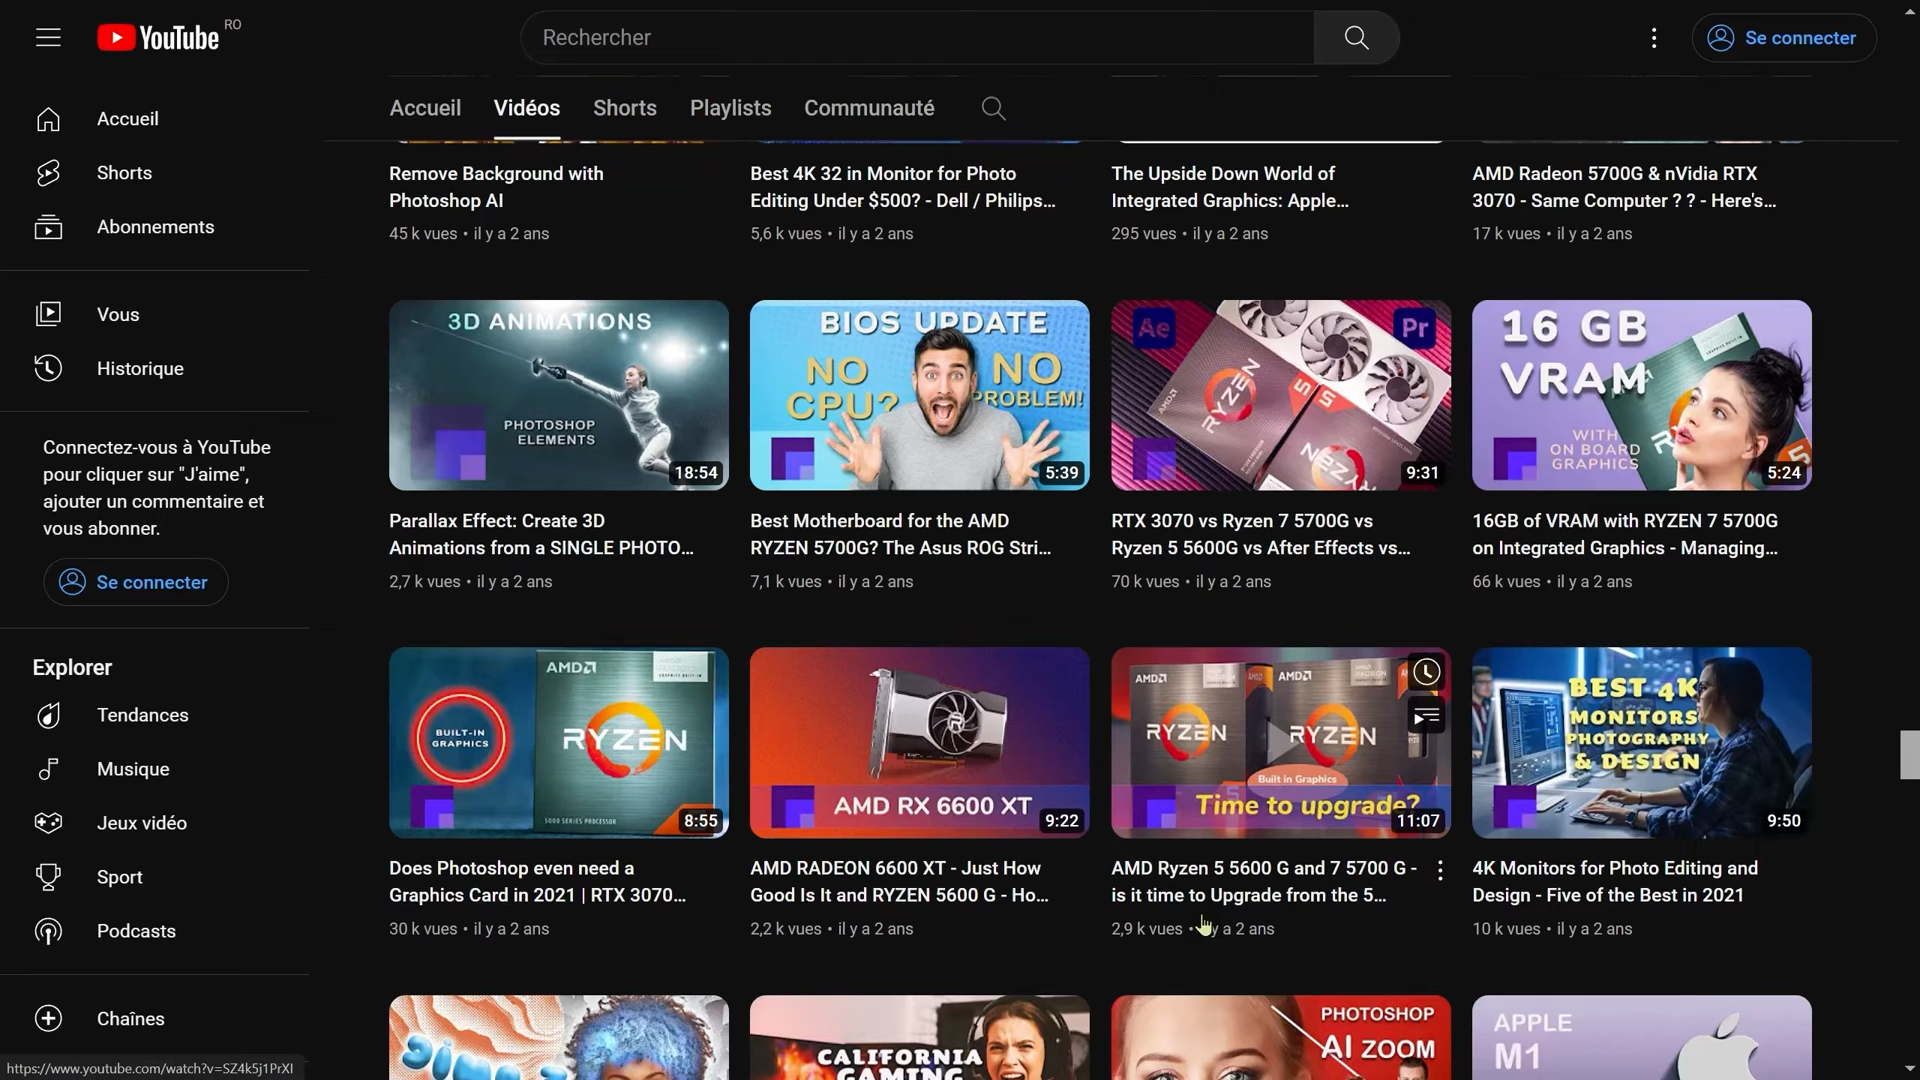 YouTube RO
Rechercher
Se connecter
Accueil
Shorts
Abonnements
Vous
Historique
Connectez-vous à YouTube
pour cliquer sur "J'aime",
ajouter un commentaire et
vous abonner.
Se connecter
Explorer
Tendances
Musique
Jeux vidéo
Sport
Podcasts
Chaînes
https://www.youtube.com/watch?v=SZ4k5j1PrXI
Accueil Vidéos Shorts Playlists Communauté
Remove Background with
Photoshop AI
45 k vues • il y a 2 ans
Best 4K 32 in Monitor for Photo
Editing Under $500? - Dell / Philips...
5,6 k vues • il y a 2 ans
The Upside Down World of
Integrated Graphics: Apple...
295 vues • il y a 2 ans
AMD Radeon 5700G & nVidia RTX
3070 - Same Computer ? ? - Here's...
17 k vues • il y a 2 ans
3D ANIMATIONS
PHOTOSHOP
ELEMENTS
18:54
Parallax Effect: Create 3D
Animations from a SINGLE PHOTO...
2,7 k vues • il y a 2 ans
BIOS UPDATE
NO
CPU?
NO
PROBLEM!
5:39
Best Motherboard for the AMD
RYZEN 5700G? The Asus ROG Stri...
7,1 k vues • il y a 2 ans
Ae
Pr
AMD
RYZEN
5
5
RYZEN
9:31
RTX 3070 vs Ryzen 7 5700G vs
Ryzen 5 5600G vs After Effects vs...
70 k vues • il y a 2 ans
16 GB
VRAM
WITH
ON BOARD
GRAPHICS
5
5:24
16GB of VRAM with RYZEN 7 5700G
on Integrated Graphics - Managing...
66 k vues • il y a 2 ans
BUILT-IN
GRAPHICS
AMD
RYZEN
5000 SERIES PROCESSOR
8:55
Does Photoshop even need a
Graphics Card in 2021 | RTX 3070...
30 k vues • il y a 2 ans
AMD RX 6600 XT
9:22
AMD RADEON 6600 XT - Just How
Good Is It and RYZEN 5600 G - Ho...
2,2 k vues • il y a 2 ans
AMD
RYZEN
AMD
RYZEN
Built in Graphics
Time to upgrade?
11:07
AMD Ryzen 5 5600 G and 7 5700 G -
is it time to Upgrade from the 5...
2,9 k vues • il y a 2 ans
BEST 4K
MONITORS
PHOTOGRAPHY
& DESIGN
9:50
4K Monitors for Photo Editing and
Design - Five of the Best in 2021
10 k vues • il y a 2 ans
CALIFORNIA
GAMING
PHOTOSHOP
AI ZOOM
APPLE
M1